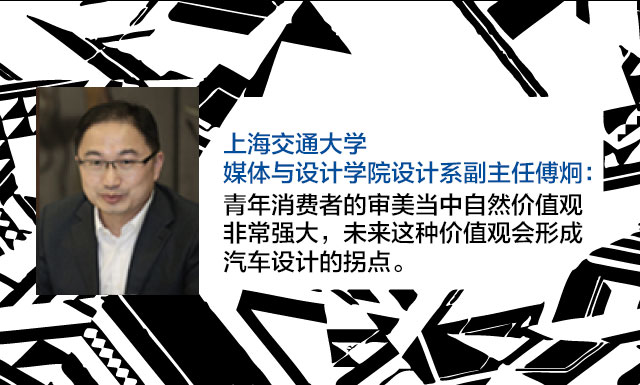 上海交通大学
媒体与设计学院设计系副主任傅炯：
青年消费者的审美当中自然价值观
非常强大，未来这种价值观会形成
汽车设计的拐点。